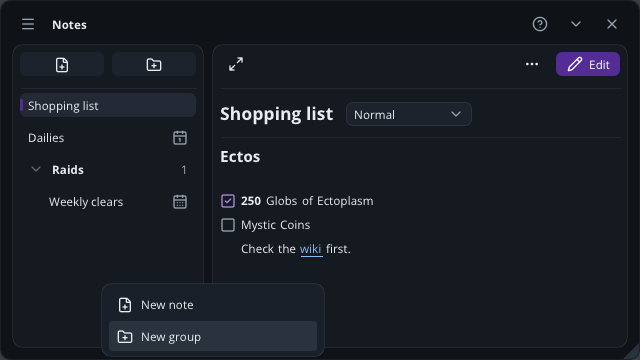 Notes
Edit
Shopping list
Dailies
Raids 1
Weekly clears
New note
New group
Shopping list Normal
Ectos
250 Globs of Ectoplasm
Mystic Coins
Check the wiki first.